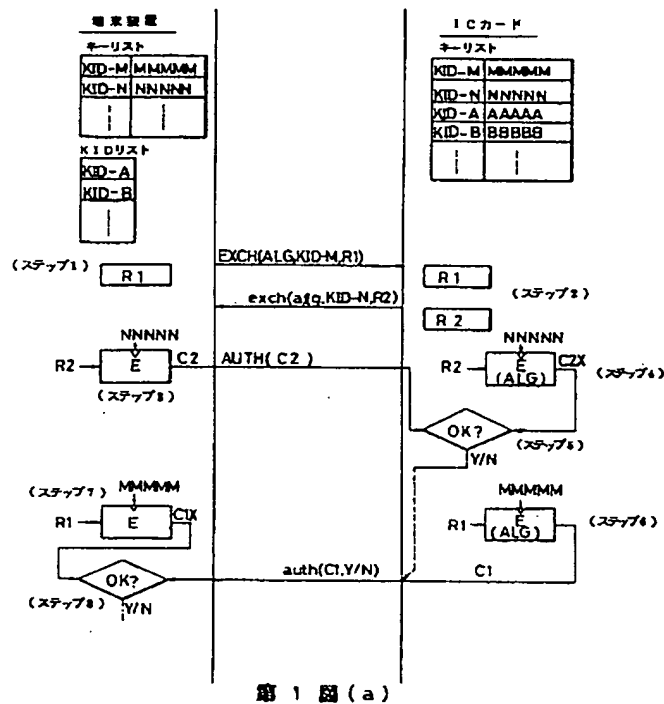 端末装置
ICカード
キーリスト
キーリスト
KID-M MMMMM
KID-N NNNNN
KID-M MMMMM
KID-N NNNNN
KID-A AAAAA
KID-B BBBBB
KIDリスト
KID-A
KID-B
(ステップ1)
R1
EXCH(ALG,KID-M,R1)
R1
(ステップ2)
exch(alg,KID-N,R2)
R2
NNNNN
R2
E
C2
AUTH(C2)
(ステップ3)
NNNNN
R2
E
(ALG)
C2X
(ステップ4)
OK?
(ステップ5)
Y/N
(ステップ7)
MMMMM
R1
E
C1X
MMMMM
R1
E
(ALG)
(ステップ6)
OK?
auth(C1,Y/N)
C1
(ステップ8)
Y/N
第1図(a)